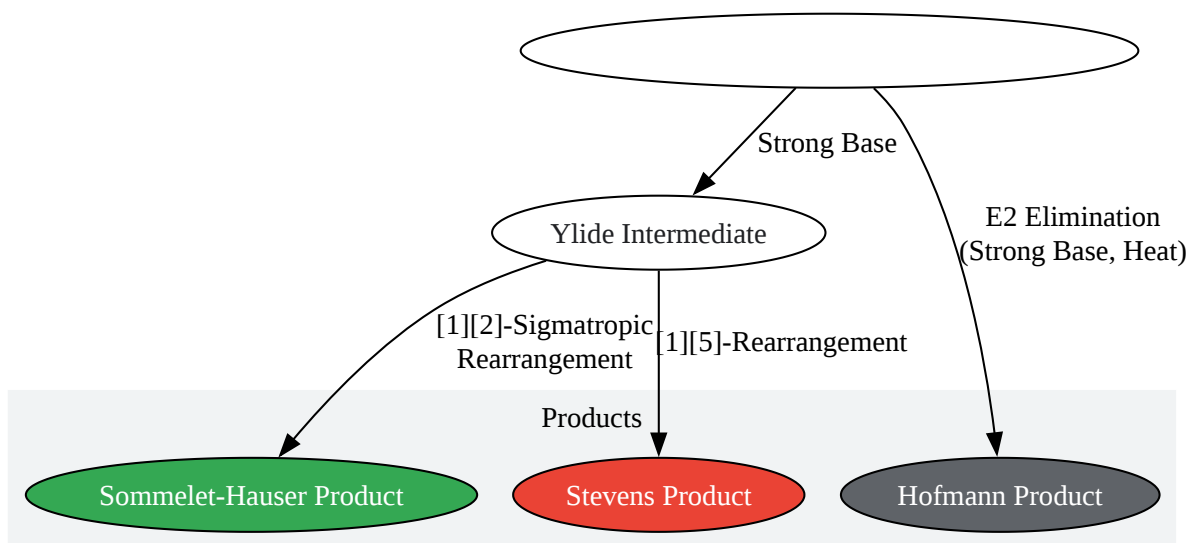 Strong Base
Ylide Intermediate
E2 Elimination
(Strong Base, Heat)
[1][2]-Sigmatropic
Rearrangement
[1][5]-Rearrangement
Products
Sommelet-Hauser Product
Stevens Product
Hofmann Product